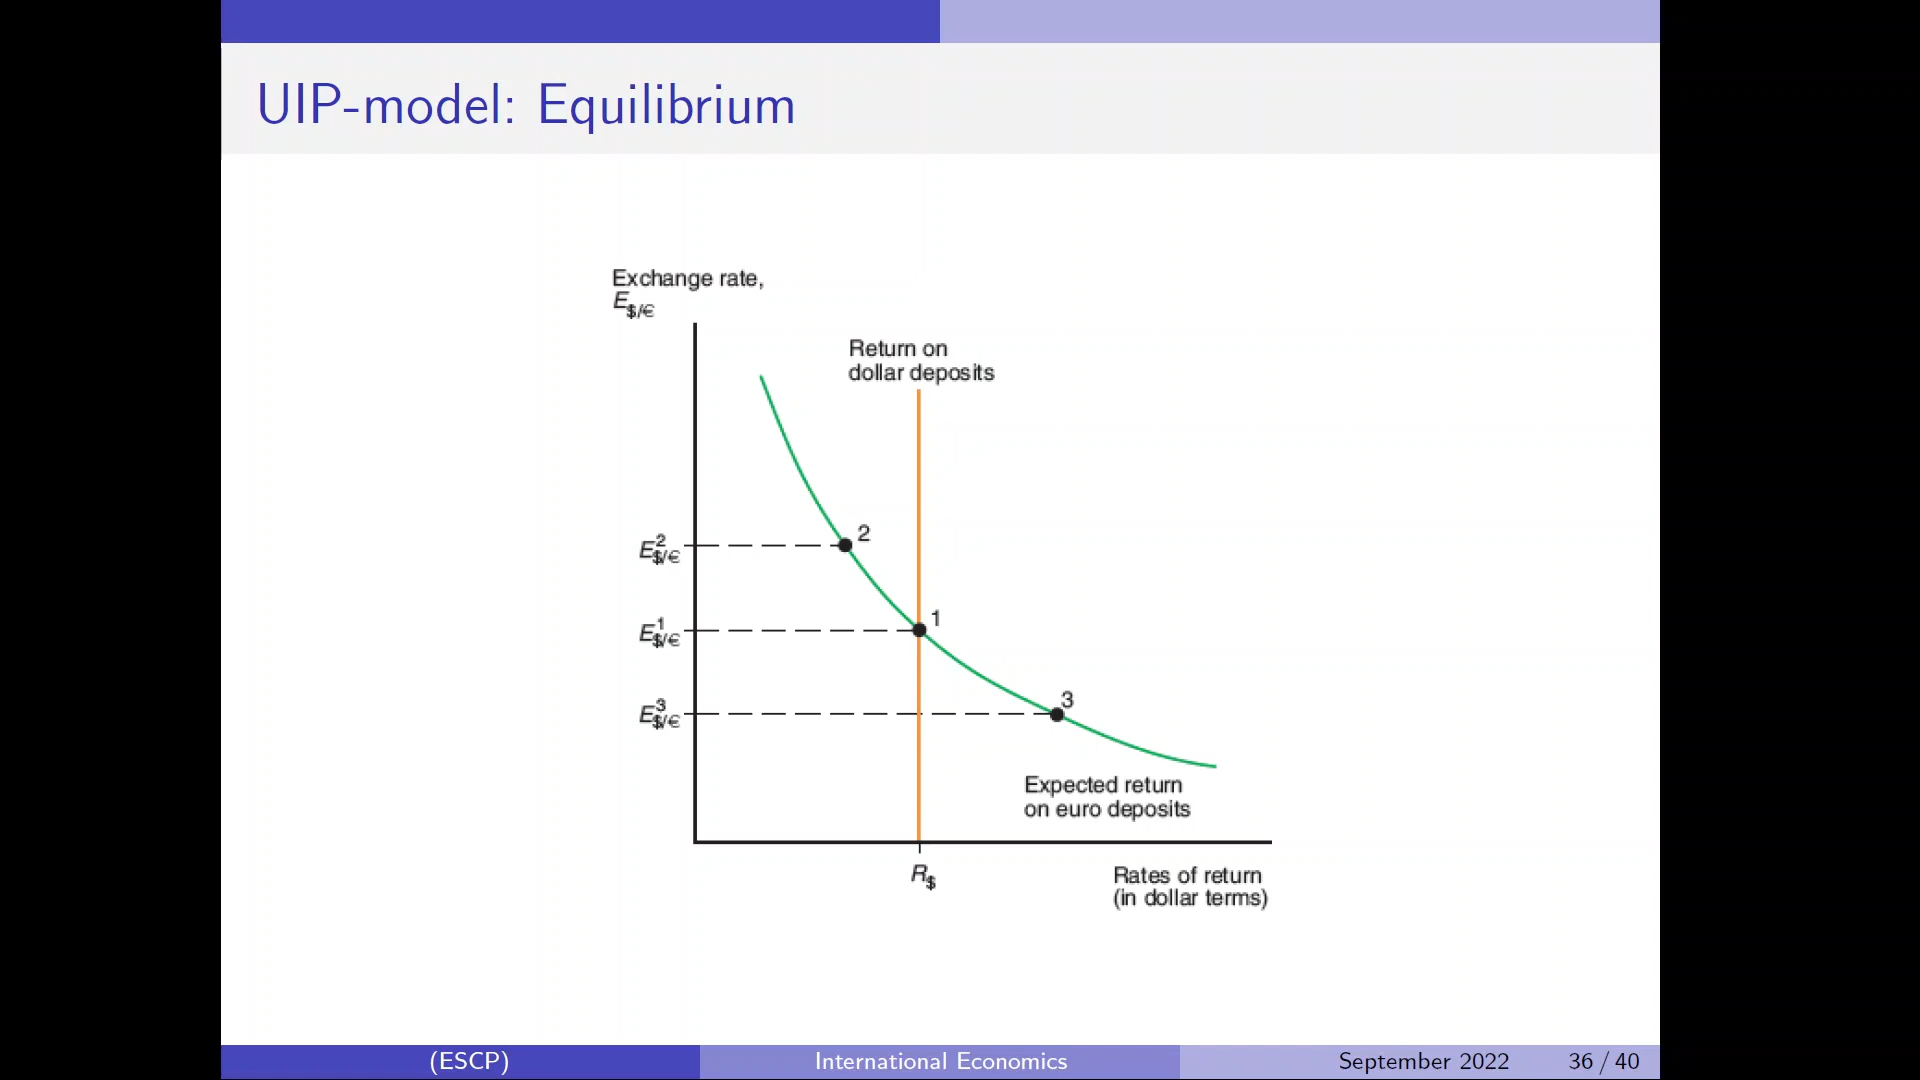 UIP-model: Equilibrium
Exchange rate,
E$/€
Return on
dollar deposits
2
E²$/€
1
E¹$/€
3
E³$/€
Expected return
on euro deposits
R$
Rates of return
(in dollar terms)
(ESCP) International Economics September 2022 36 / 40